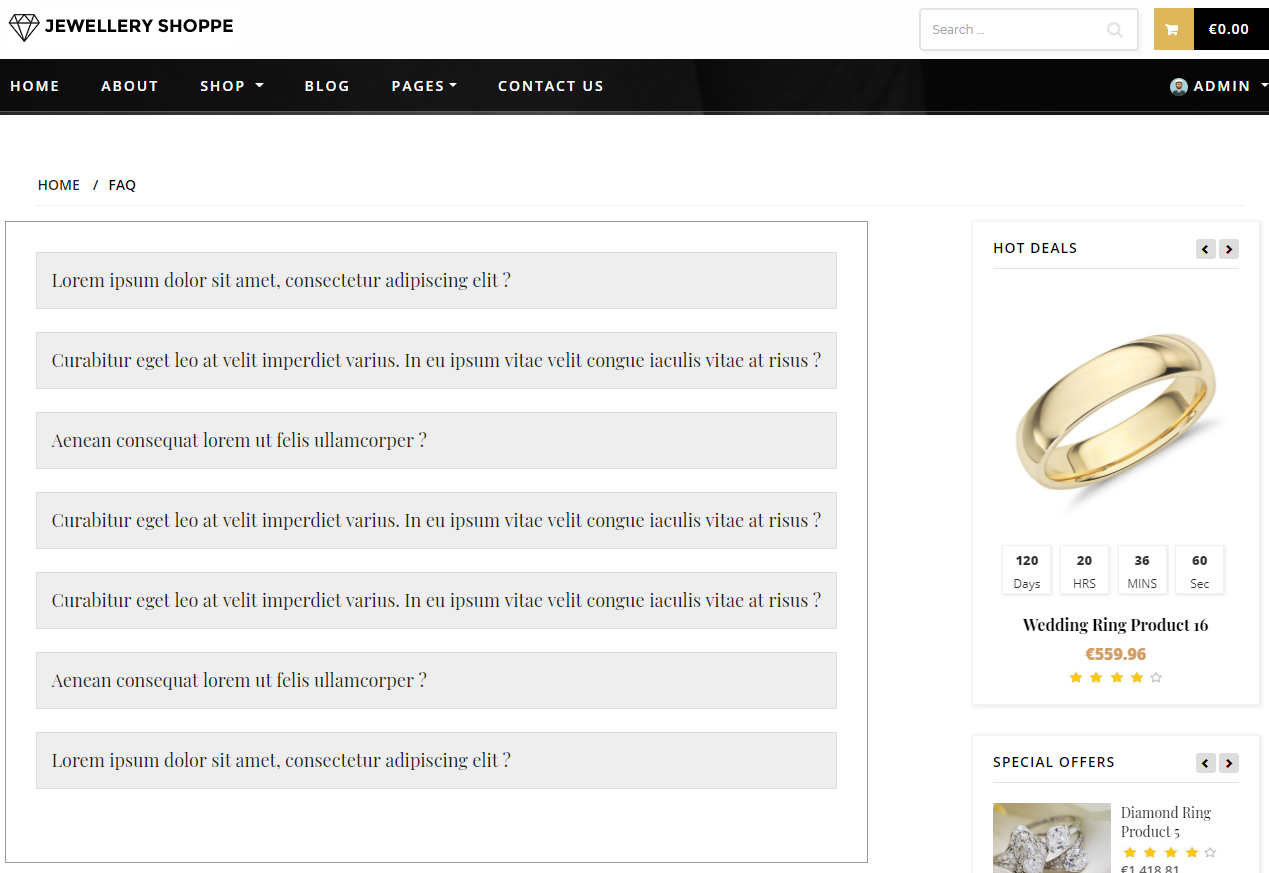 JEWELLERY SHOPPE
Search ...
€0.00
HOME ABOUT SHOP BLOG PAGES CONTACT US ADMIN
HOME / FAQ
Lorem ipsum dolor sit amet, consectetur adipiscing elit ?
Curabitur eget leo at velit imperdiet varius. In eu ipsum vitae velit congue iaculis vitae at risus ?
Aenean consequat lorem ut felis ullamcorper ?
Curabitur eget leo at velit imperdiet varius. In eu ipsum vitae velit congue iaculis vitae at risus ?
Curabitur eget leo at velit imperdiet varius. In eu ipsum vitae velit congue iaculis vitae at risus ?
Aenean consequat lorem ut felis ullamcorper ?
Lorem ipsum dolor sit amet, consectetur adipiscing elit ?
HOT DEALS
120 20 36 60
Days HRS MINS Sec
Wedding Ring Product 16
€559.96
SPECIAL OFFERS
Diamond Ring
Product 5
€1,418.81